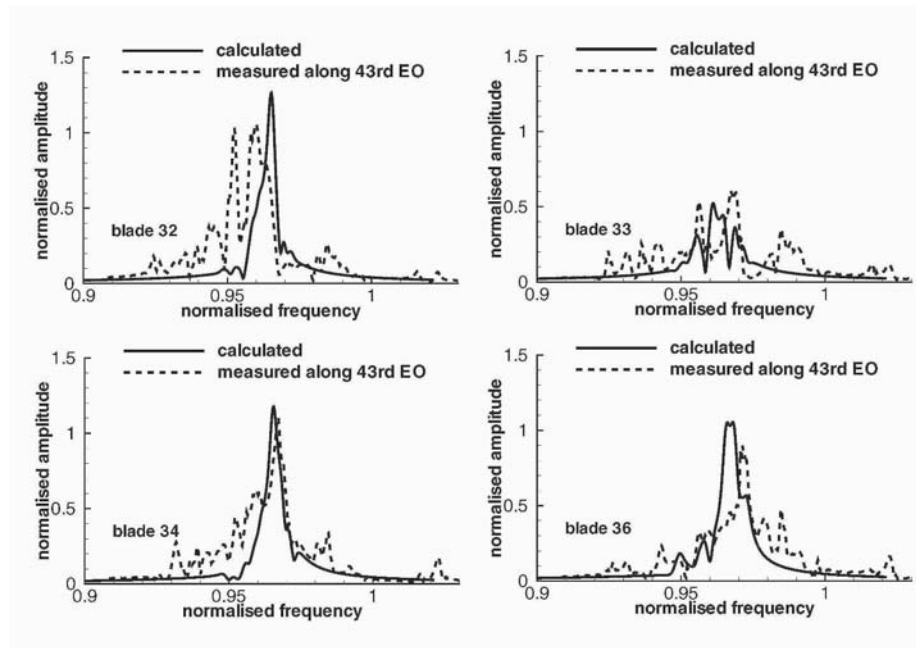 calculated
measured along 43rd EO
normalised amplitude
1.5
1
0.5
0
blade 32
0.9
0.95
1
normalised frequency
calculated
measured along 43rd EO
normalised amplitude
1.5
1
0.5
0
blade 33
0.9
0.95
1
normalised frequency
calculated
measured along 43rd EO
normalised amplitude
1.5
1
0.5
0
blade 34
0.9
0.95
1
normalised frequency
calculated
measured along 43rd EO
normalised amplitude
1.5
1
0.5
0
blade 36
0.9
0.95
1
normalised frequency